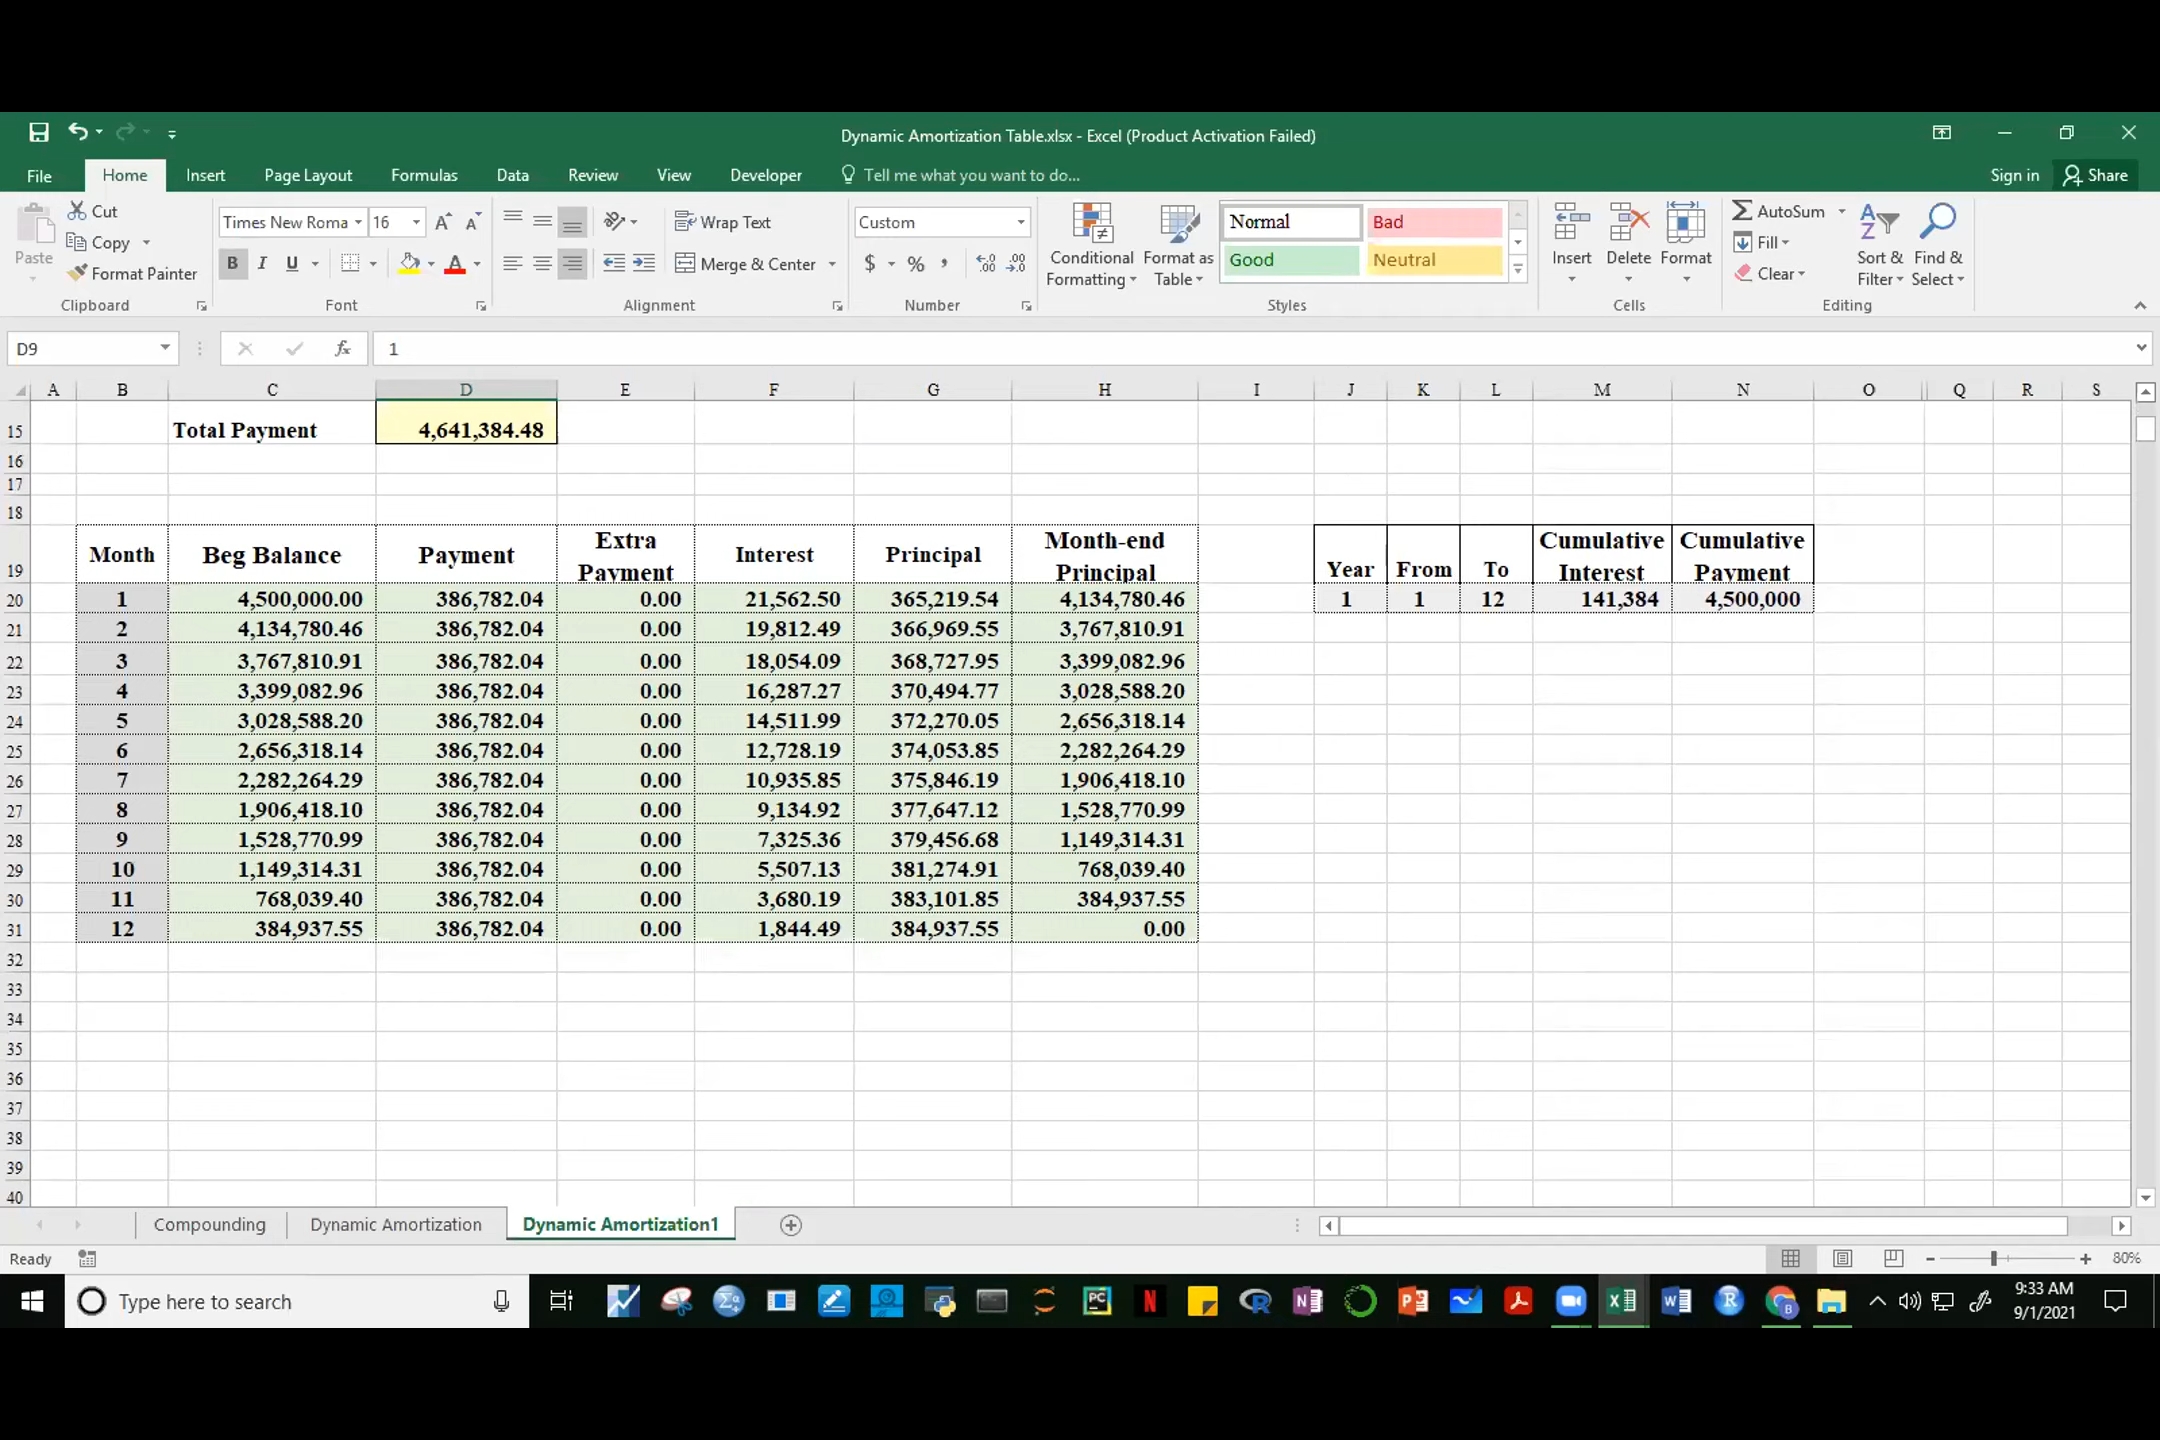 Dynamic Amortization Table.xlsx - Excel (Product Activation Failed)
File Home Insert Page Layout Formulas Data Review View Developer Tell me what you want to do... Sign in Share
Paste Cut Copy Format Painter Clipboard
Times New Roma 16 B I U A Font
Wrap Text Merge & Center Alignment
Custom $ % , Number
Conditional Formatting Format as Table
Normal Bad
Good Neutral
Styles
Insert Delete Format Cells
AutoSum Fill Clear Sort & Filter Find & Select Editing
D9 fx 1
A B C D E F G H I J K L M N O Q R S
15 Total Payment 4,641,384.48
16
17
18
19 Month Beg Balance Payment Extra Payment Interest Principal Month-end Principal Year From To Cumulative Interest Cumulative Payment
20 1 4,500,000.00 386,782.04 0.00 21,562.50 365,219.54 4,134,780.46 1 1 12 141,384 4,500,000
21 2 4,134,780.46 386,782.04 0.00 19,812.49 366,969.55 3,767,810.91
22 3 3,767,810.91 386,782.04 0.00 18,054.09 368,727.95 3,399,082.96
23 4 3,399,082.96 386,782.04 0.00 16,287.27 370,494.77 3,028,588.20
24 5 3,028,588.20 386,782.04 0.00 14,511.99 372,270.05 2,656,318.14
25 6 2,656,318.14 386,782.04 0.00 12,728.19 374,053.85 2,282,264.29
26 7 2,282,264.29 386,782.04 0.00 10,935.85 375,846.19 1,906,418.10
27 8 1,906,418.10 386,782.04 0.00 9,134.92 377,647.12 1,528,770.99
28 9 1,528,770.99 386,782.04 0.00 7,325.36 379,456.68 1,149,314.31
29 10 1,149,314.31 386,782.04 0.00 5,507.13 381,274.91 768,039.40
30 11 768,039.40 386,782.04 0.00 3,680.19 383,101.85 384,937.55
31 12 384,937.55 386,782.04 0.00 1,844.49 384,937.55 0.00
32
33
34
35
36
37
38
39
40
Compounding Dynamic Amortization Dynamic Amortization1
Ready 80%
Type here to search
9:33 AM
9/1/2021